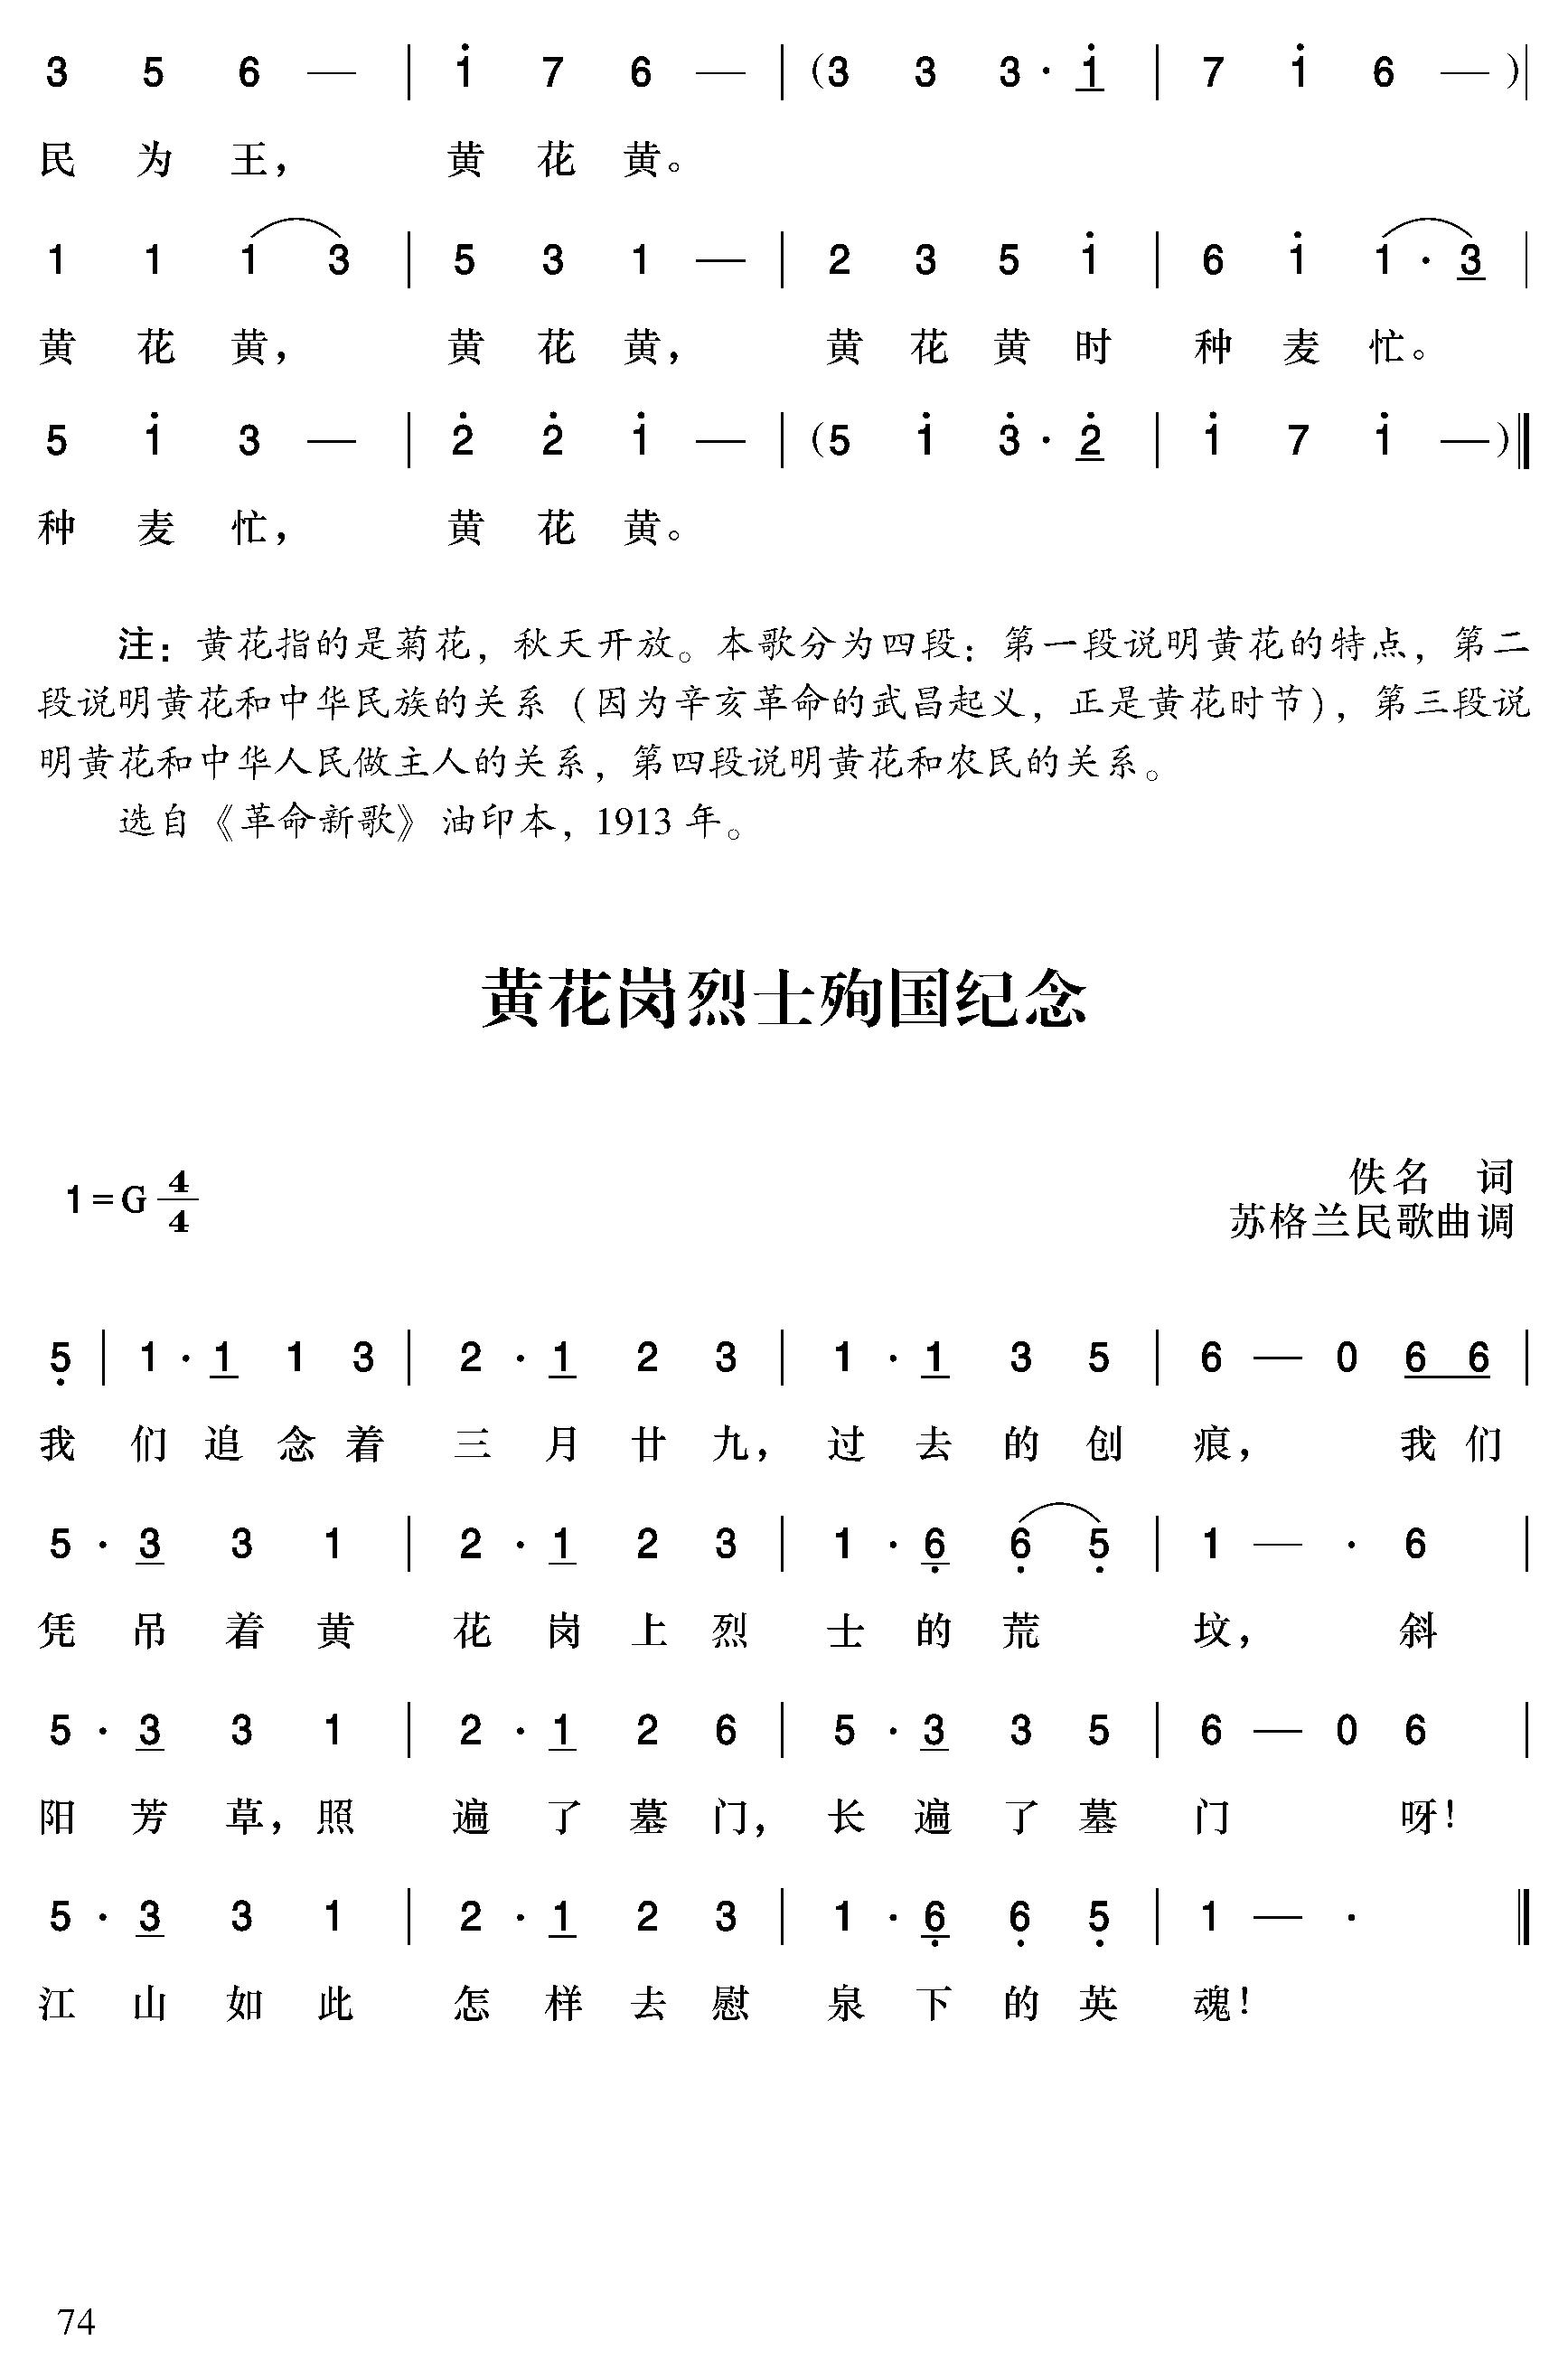 3 5 6 — | i̇ 7 6 — | (3 3 3 · i̇ | 7 i̇ 6 — )|
民 为 王， 黄 花 黄。
1 1 1 3 | 5 3 1 — | 2 3 5 i̇ | 6 i̇ 1 · 3 |
黄 花 黄， 黄 花 黄， 黄 花 黄 时 种 麦 忙。
5 i̇ 3 — | 2̇ 2̇ i̇ — | (5 i̇ 3̇ · 2̇ | i̇ 7 i̇ — )‖
种 麦 忙， 黄 花 黄。
注：黄花指的是菊花，秋天开放。本歌分为四段：第一段说明黄花的特点，第二
段说明黄花和中华民族的关系（因为辛亥革命的武昌起义，正是黄花时节），第三段说
明黄花和中华人民做主人的关系，第四段说明黄花和农民的关系。
选自《革命新歌》油印本，1913 年。
黄花岗烈士殉国纪念
佚名 词
1=G 4/4
苏格兰民歌曲调
5̣ | 1 · 1 1 3 | 2 · 1 2 3 | 1 · 1 3 5 | 6 — 0 6 6 |
我 们 追 念 着 三 月 廿 九， 过 去 的 创 痕， 我 们
5 · 3 3 1 | 2 · 1 2 3 | 1 · 6̣ 6̣ 5̣ | 1 — · 6 |
凭 吊 着 黄 花 岗 上 烈 士 的 荒 坟， 斜
5 · 3 3 1 | 2 · 1 2 6 | 5 · 3 3 5 | 6 — 0 6 |
阳 芳 草，照 遍 了 墓 门， 长 遍 了 墓 门 呀！
5 · 3 3 1 | 2 · 1 2 3 | 1 · 6̣ 6̣ 5̣ | 1 — · ‖
江 山 如 此 怎 样 去 慰 泉 下 的 英 魂！
74